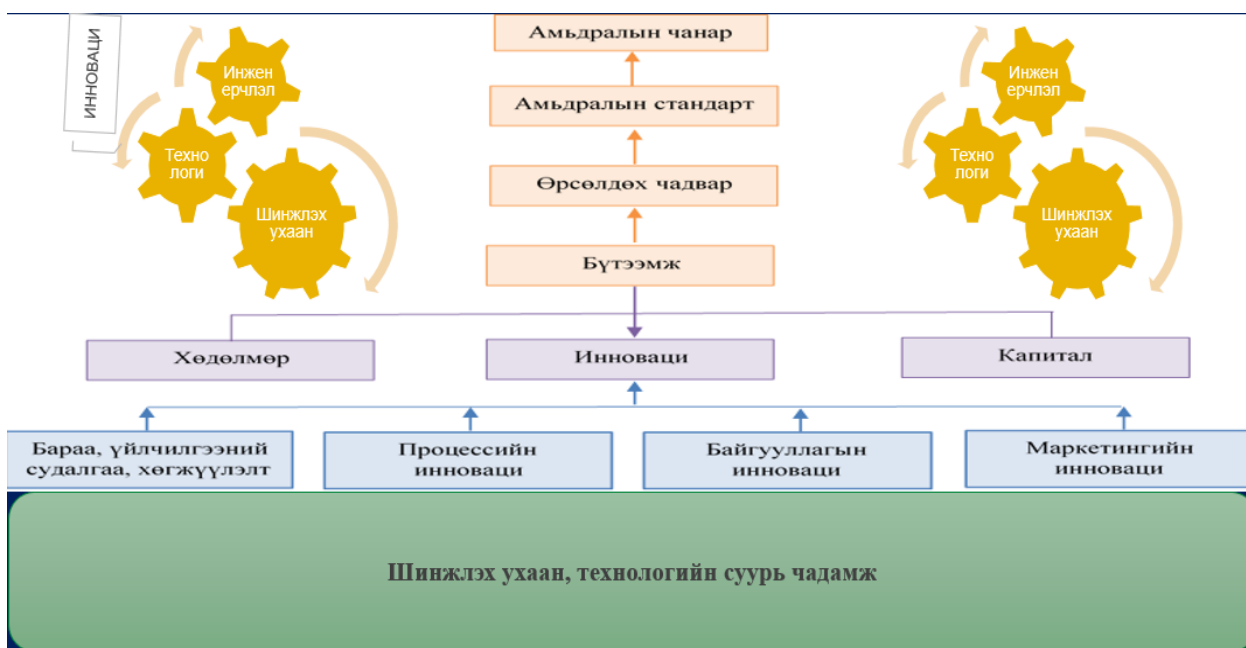 ИННОВАЦИ
Инжен
ерчлэл
Техно
логи
Шинжлэх
ухаан
Амьдралын чанар
Амьдралын стандарт
Өрсөлдөх чадвар
Бүтээмж
Инжен
ерчлэл
Техно
логи
Шинжлэх
ухаан
Хөдөлмөр
Инноваци
Капитал
Бараа, үйлчилгээний
судалгаа, хөгжүүлэлт
Процессийн
инноваци
Байгууллагын
инноваци
Маркетингийн
инноваци
Шинжлэх ухаан, технологийн суурь чадамж